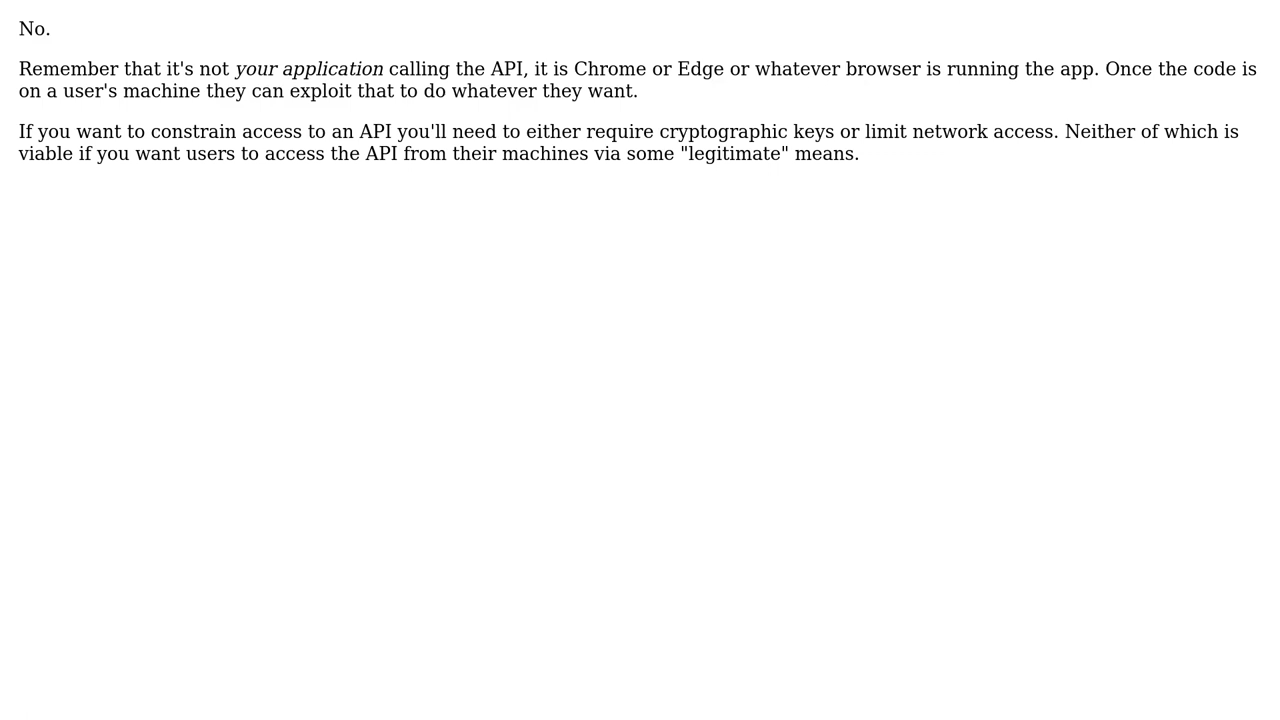 No.
Remember that it's not your application calling the API, it is Chrome or Edge or whatever browser is running the app. Once the code is
on a user's machine they can exploit that to do whatever they want.
If you want to constrain access to an API you'll need to either require cryptographic keys or limit network access. Neither of which is
viable if you want users to access the API from their machines via some "legitimate" means.